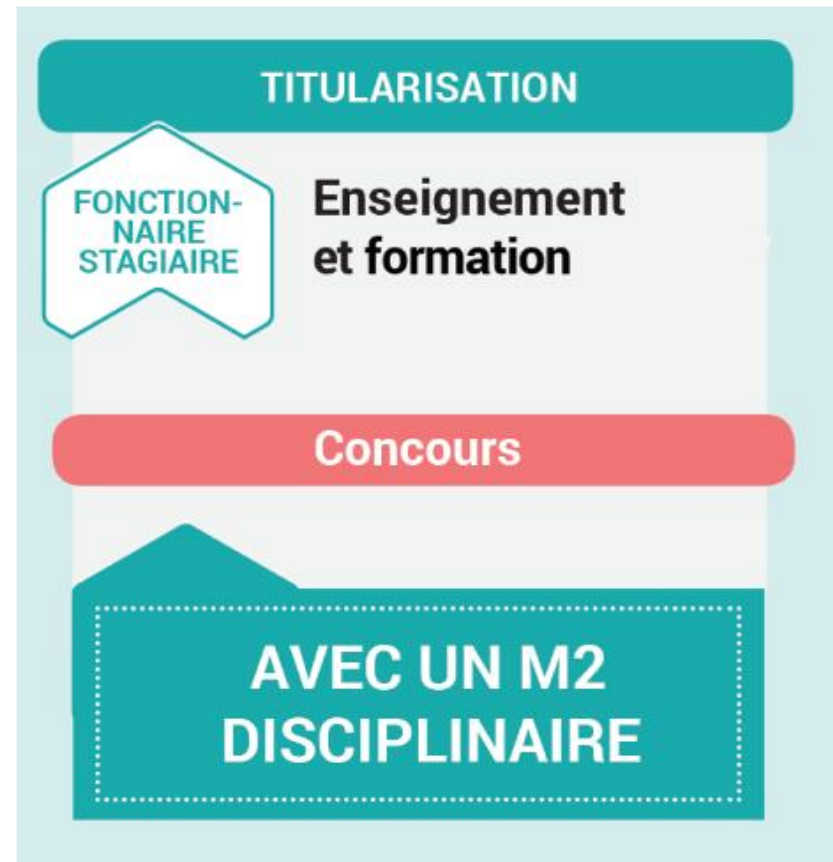 TITULARISATION
FONCTION-
NAIRE
STAGIAIRE
Enseignement
et formation
Concours
AVEC UN M2
DISCIPLINAIRE